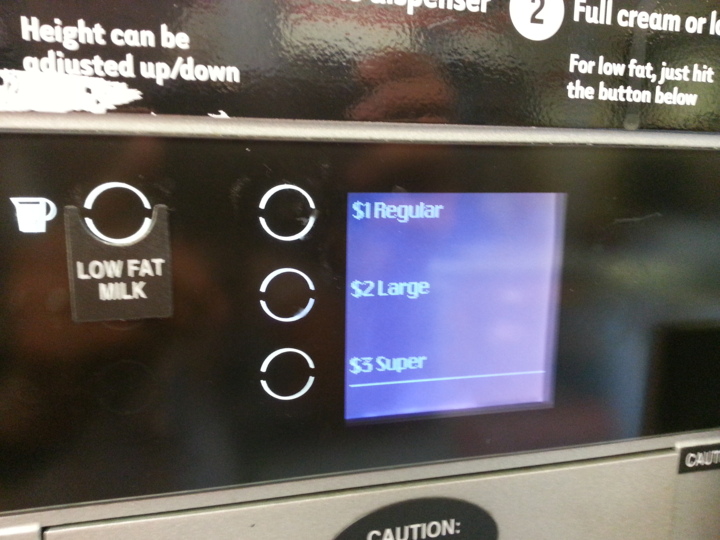 dispenser
2
Full cream or
Height can be
adjusted up/down
For low fat, just hit
the button below
LOW FAT
MILK
$1 Regular
$2 Large
$3 Super
CAUTION: